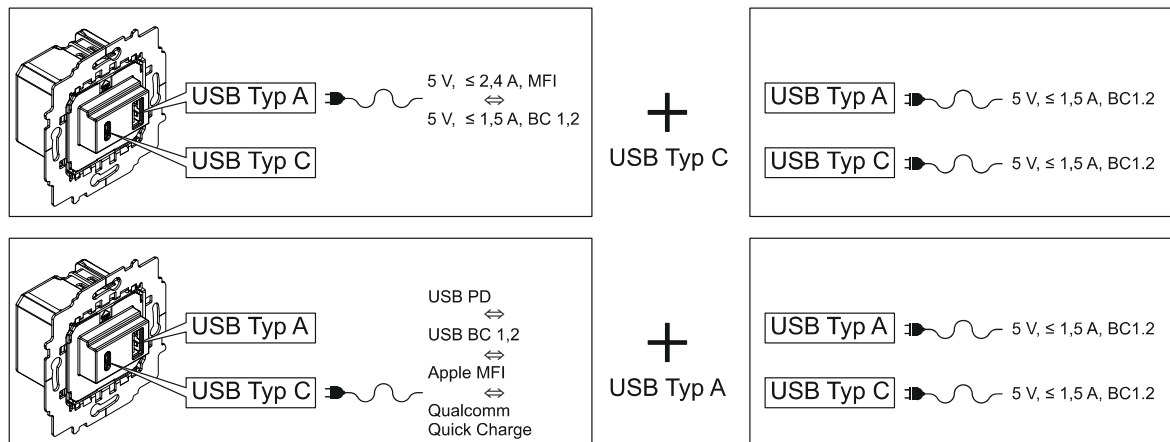 USB Typ A
5 V, ≤ 2,4 A, MFI
⇔
5 V, ≤ 1,5 A, BC 1,2
USB Typ C
+
USB Typ C
USB Typ A
5 V, ≤ 1,5 A, BC1.2
USB Typ C
5 V, ≤ 1,5 A, BC1.2
USB Typ A
USB Typ C
USB PD
⇔
USB BC 1,2
⇔
Apple MFI
⇔
Qualcomm
Quick Charge
+
USB Typ A
USB Typ A
5 V, ≤ 1,5 A, BC1.2
USB Typ C
5 V, ≤ 1,5 A, BC1.2